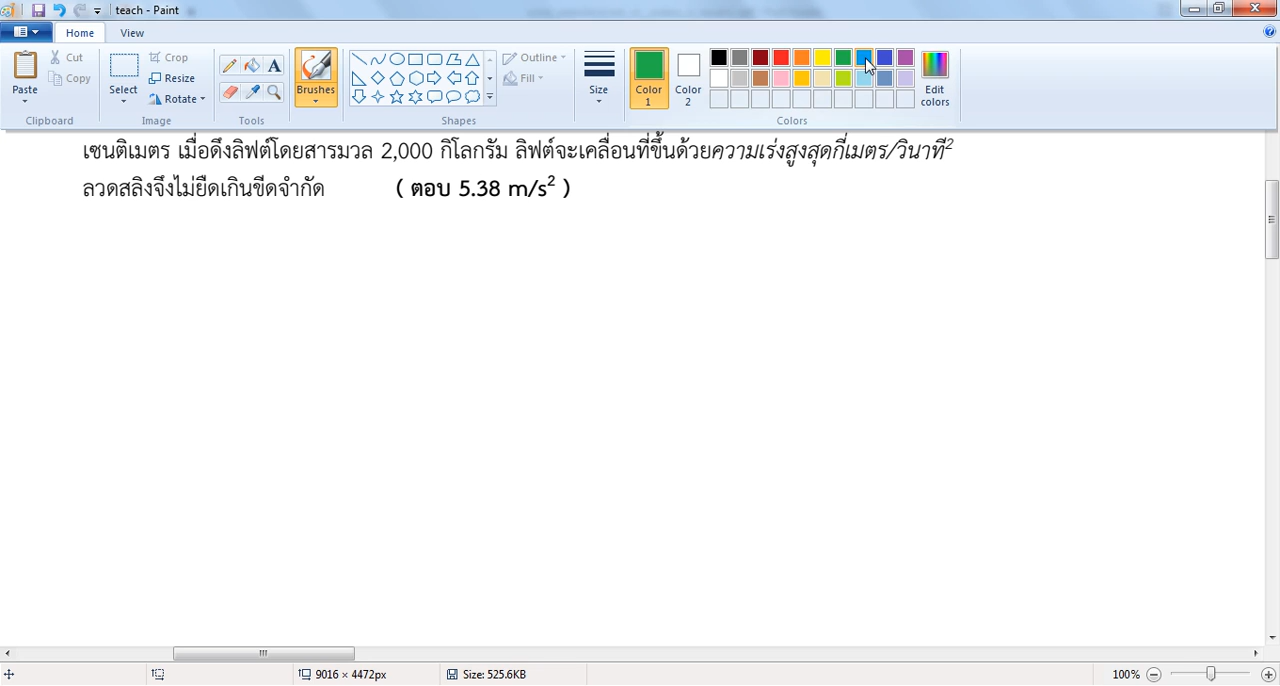 teach - Paint
Home
View
Paste
Cut
Copy
Clipboard
Select
Crop
Resize
Rotate
Image
Tools
Brushes
Shapes
Outline
Fill
Size
Color 1
Color 2
Edit colors
Colors
เซนติเมตร เมื่อดึงลิฟต์โดยสารมวล 2,000 กิโลกรัม ลิฟต์จะเคลื่อนที่ขึ้นด้วยความเร่งสูงสุดกี่เมตร/วินาที²
ลวดสลิงจึงไม่ยืดเกินขีดจำกัด ( ตอบ 5.38 m/s² )
9016 × 4472px
Size: 525.6KB
100%